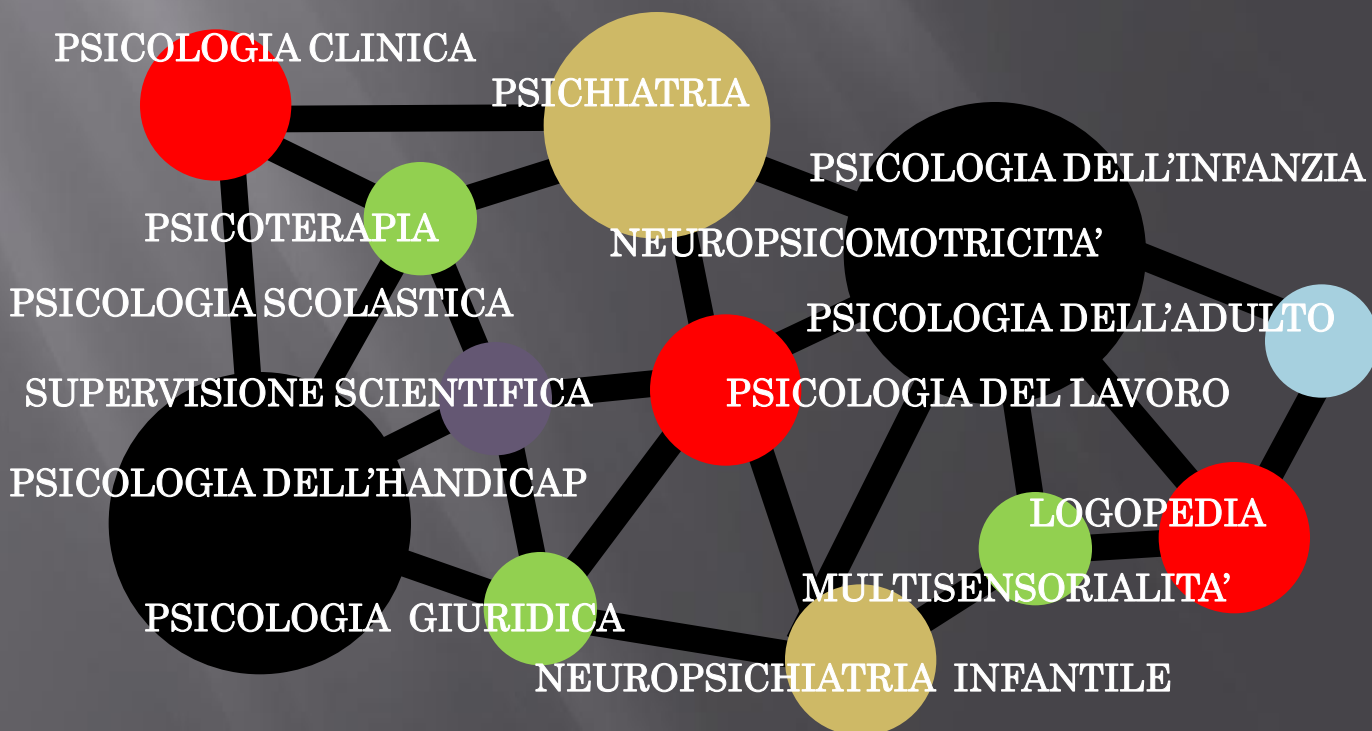 PSICOLOGIA CLINICA
PSICHIATRIA
PSICOLOGIA DELL'INFANZIA
PSICOTERAPIA
NEUROPSICOMOTRICITA'
PSICOLOGIA SCOLASTICA
PSICOLOGIA DELL'ADULTO
SUPERVISIONE SCIENTIFICA
PSICOLOGIA DEL LAVORO
PSICOLOGIA DELL'HANDICAP
LOGOPEDIA
MULTISENSORIALITA'
PSICOLOGIA GIURIDICA
NEUROPSICHIATRIA INFANTILE